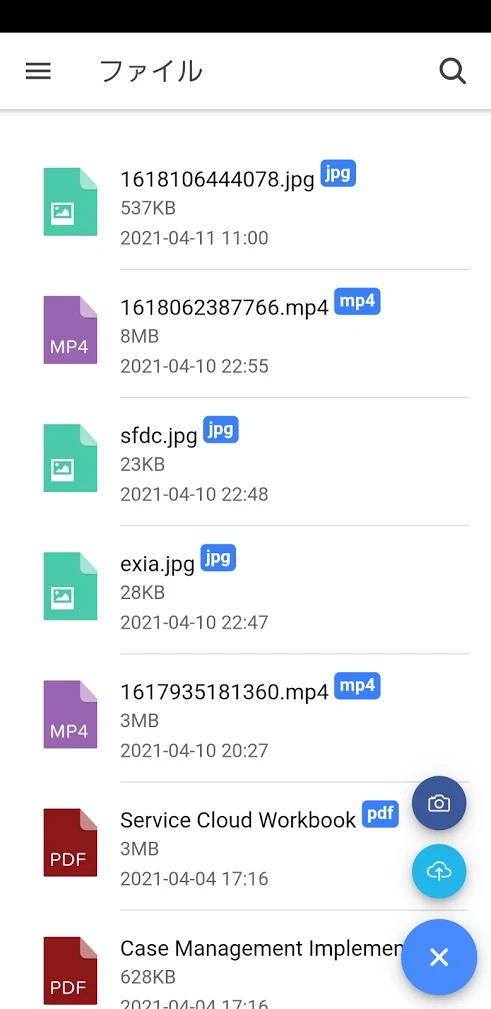 ファイル
1618106444078.jpg jpg
537KB
2021-04-11 11:00
MP4
1618062387766.mp4 mp4
8MB
2021-04-10 22:55
sfdc.jpg jpg
23KB
2021-04-10 22:48
exia.jpg jpg
28KB
2021-04-10 22:47
MP4
1617935181360.mp4 mp4
3MB
2021-04-10 20:27
PDF
Service Cloud Workbook pdf
3MB
2021-04-04 17:16
PDF
Case Management Implemen
628KB
2021-04-04 17:16